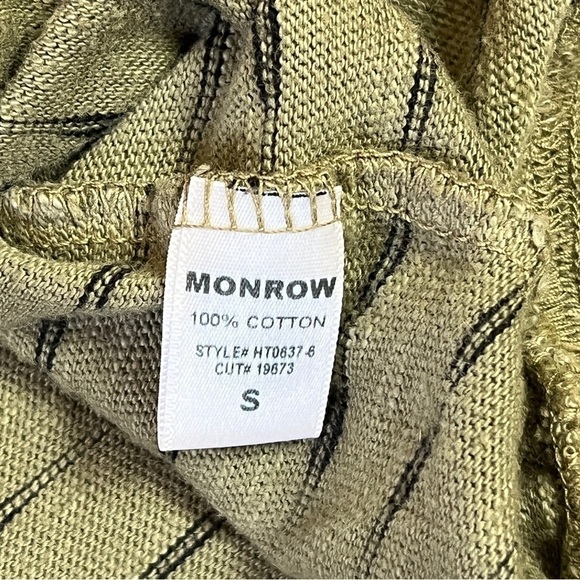 MONROW
100% COTTON
STYLE# HT0637-6
CUT# 19673
S